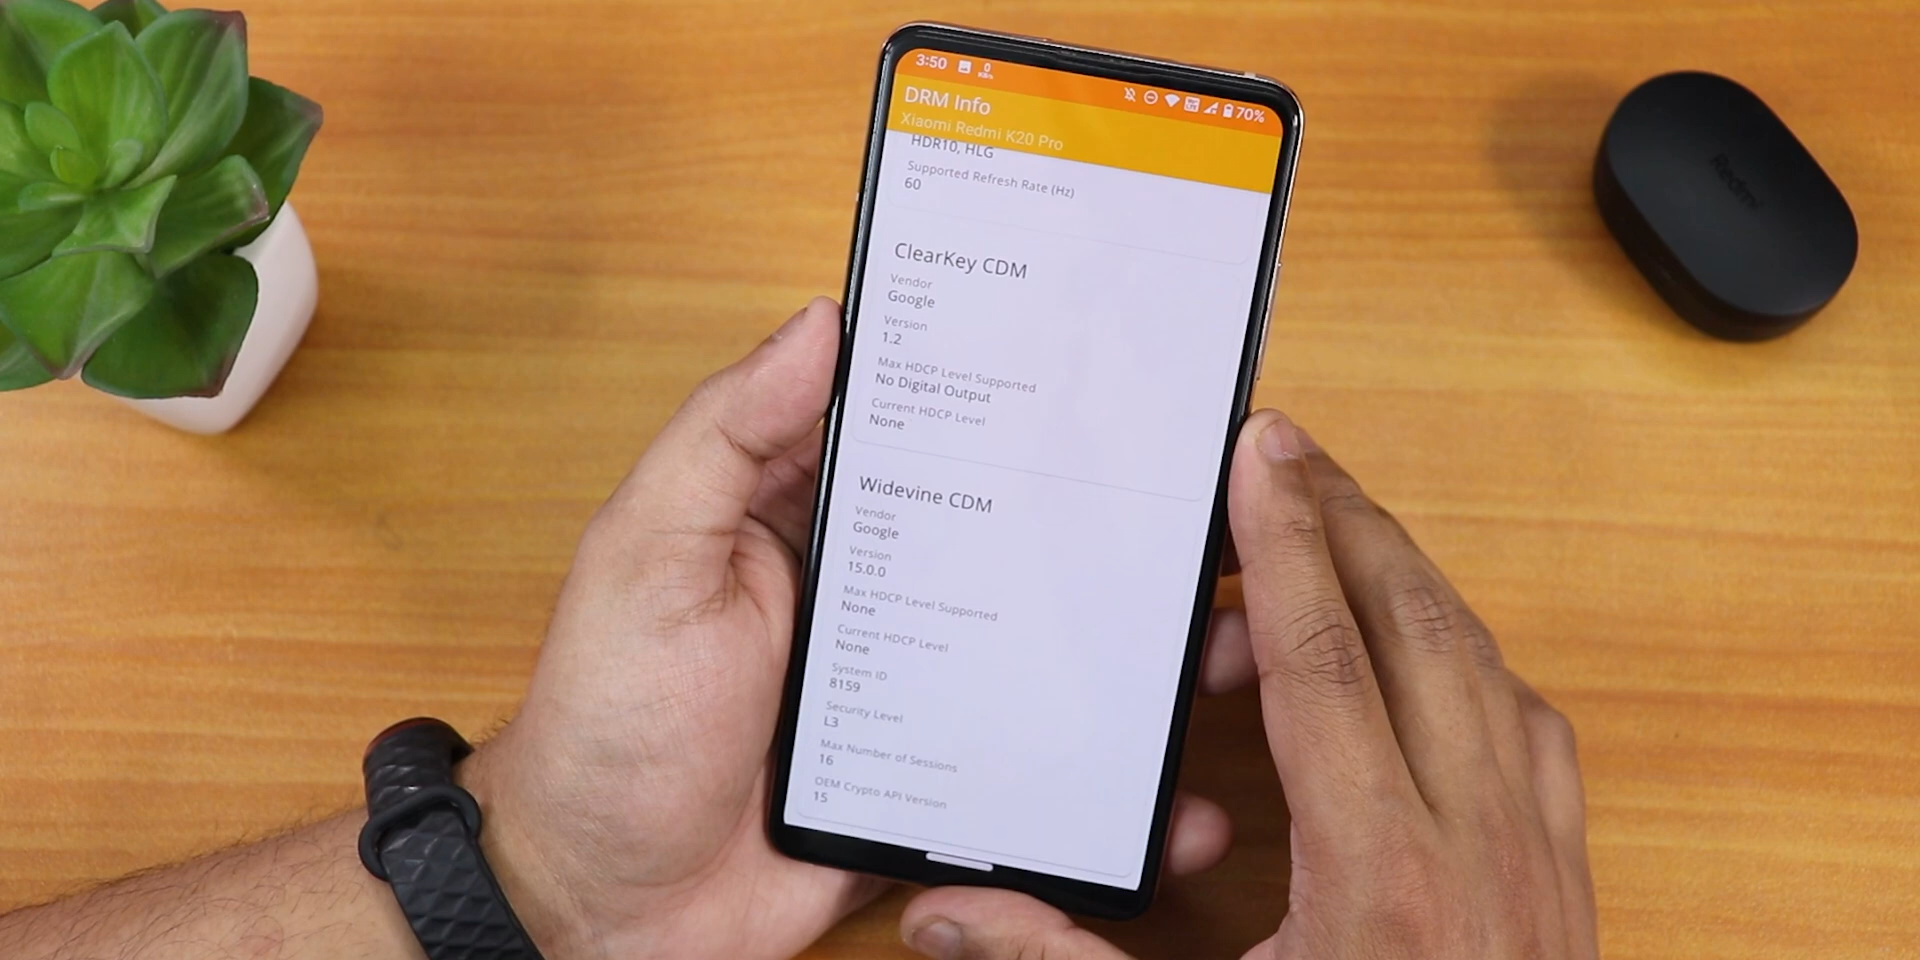 3:50
0
70%
DRM Info
Xiaomi Redmi K20 Pro
HDR10, HLG
Supported Refresh Rate (Hz)
60
ClearKey CDM
Vendor
Google
Version
1.2
Max HDCP Level Supported
No Digital Output
Current HDCP Level
None
Widevine CDM
Vendor
Google
Version
15.0.0
Max HDCP Level Supported
None
Current HDCP Level
None
System ID
8159
Security Level
L3
Max Number of Sessions
16
OEM Crypto API Version
15
Redmi